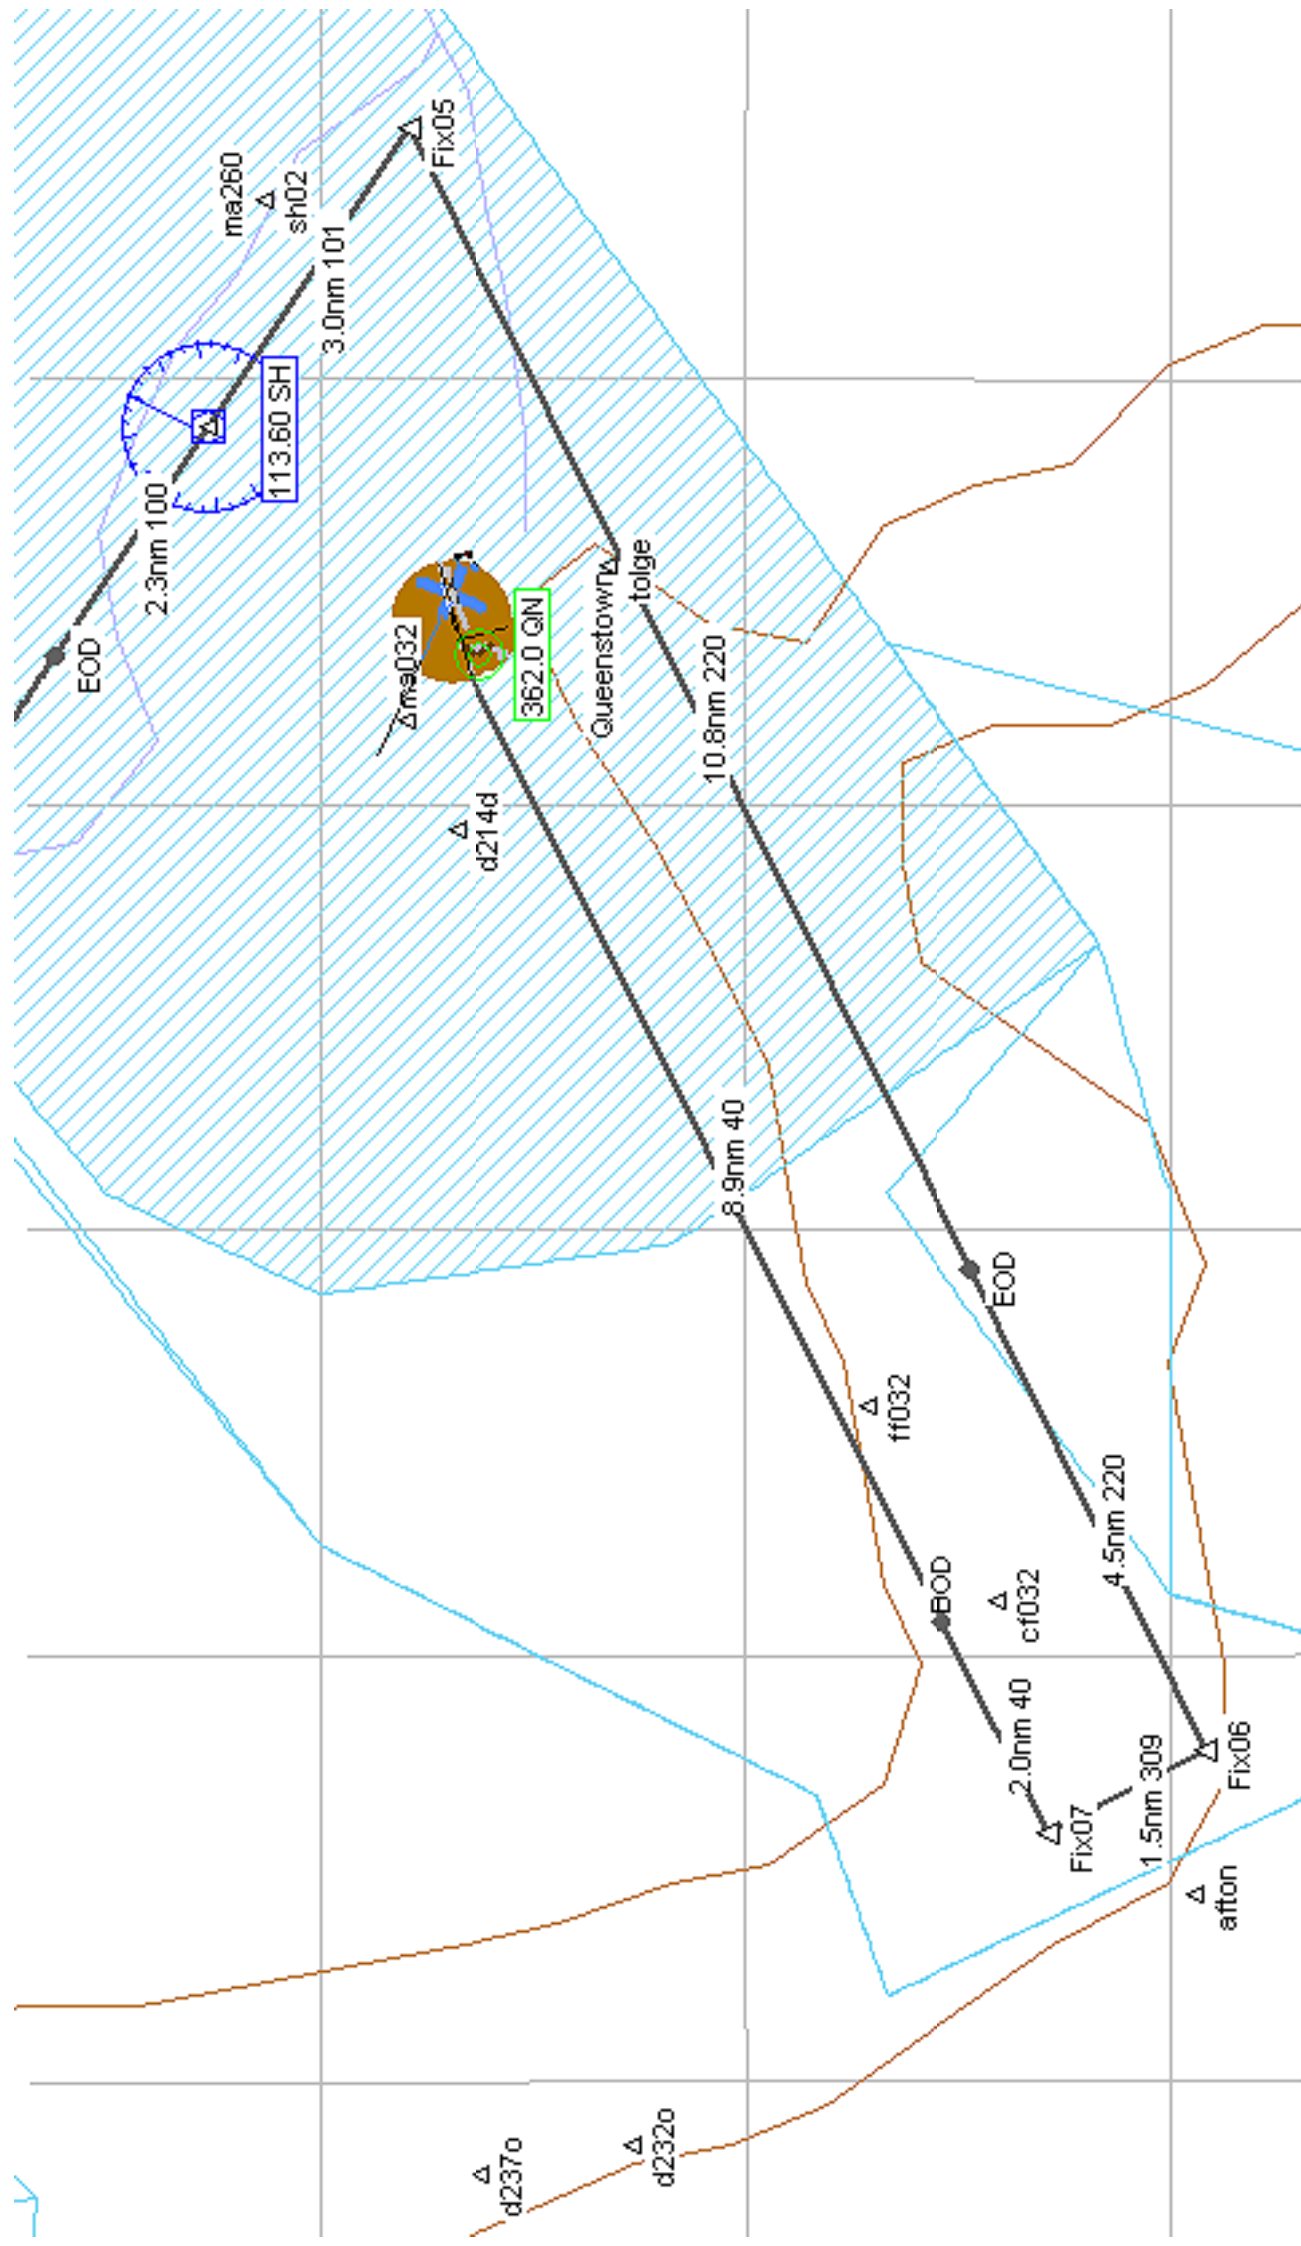 ma260
sh02
Fix05
3.0nm 101
113.60 SH
2.3nm 100
EOD
ma032
362.0 QN
Queenstown
tolge
10.8nm 220
d214d
8.9nm 40
EOD
ff032
4.5nm 220
BOD
cf032
2.0nm 40
Fix06
1.5nm 309
Fix07
afton
d232o
d237o